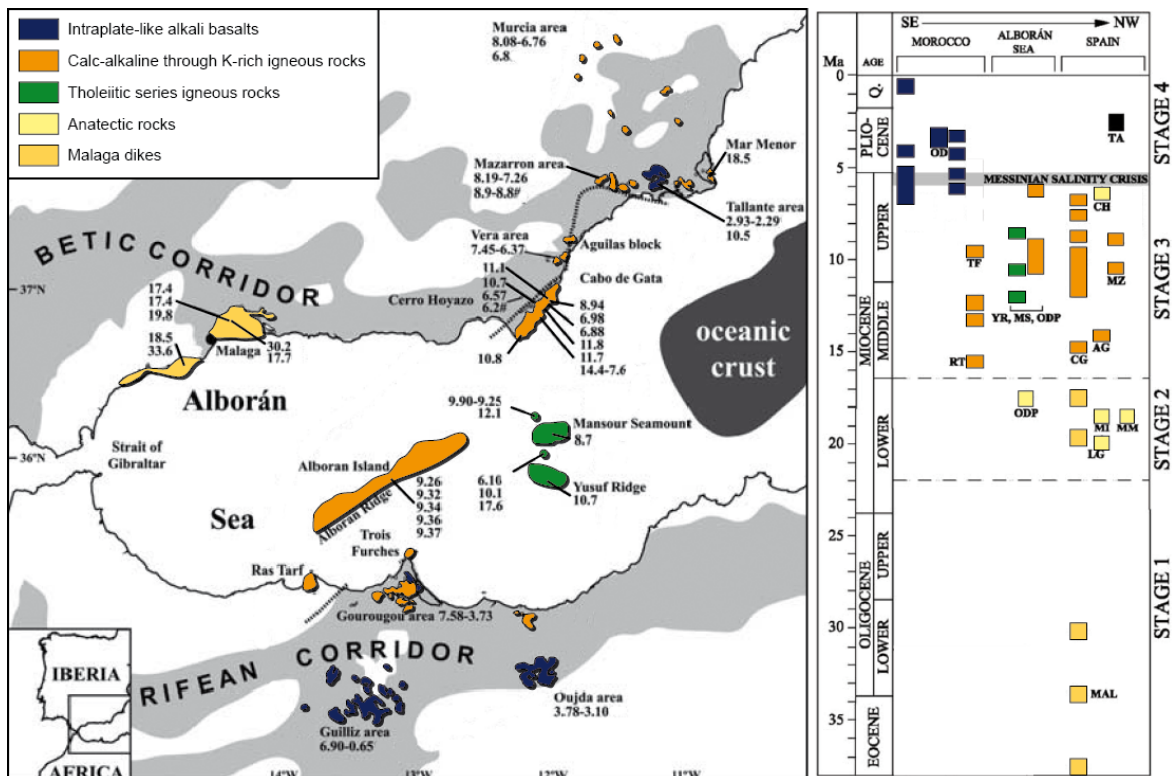 Intraplate-like alkali basalts
Calc-alkaline through K-rich igneous rocks
Tholeiitic series igneous rocks
Anatectic rocks
Malaga dikes
Murcia area
8.08-6.76
6.8
Mar Menor
18.5
Mazarron area
8.19-7.26
8.9-8.8#
Tallante area
2.93-2.29
10.5
Vera area
7.45-6.37
Aguilas block
BETIC CORRIDOR
11.1
10.7
6.57
6.2#
Cabo de Gata
Cerro Hoyazo
8.94
6.98
6.88
11.8
11.7
14.4-7.6
10.8
37°N
17.4
17.4
19.8
30.2
17.7
18.5
33.6
Malaga
oceanic
crust
Alborán
Sea
9.90-9.25
12.1
Mansour Seamount
8.7
36°N
Strait of
Gibraltar
Alboran Island
9.26
9.32
9.34
9.36
9.37
Alboran Ridge
6.16
10.1
17.6
Yusuf Ridge
10.7
Trois
Furches
Ras Tarf
Gourougou area 7.58-3.73
RIFEAN CORRIDOR
Oujda area
3.78-3.10
Guilliz area
6.90-0.65
IBERIA
AFRICA
14°W
13°W
12°W
11°W
SE
NW
MOROCCO
ALBORÁN
SEA
SPAIN
Ma
AGE
0
5
10
15
20
25
30
35
Q.
PLIO-
CENE
MIOCENE
UPPER
MIDDLE
LOWER
OLIGOCENE
UPPER
LOWER
EOCENE
OD
TA
MESSINIAN SALINITY CRISIS
CH
TF
MZ
YR, MS, ODP
RT
CG
AG
ODP
MI
MM
LG
MAL
STAGE 4
STAGE 3
STAGE 2
STAGE 1